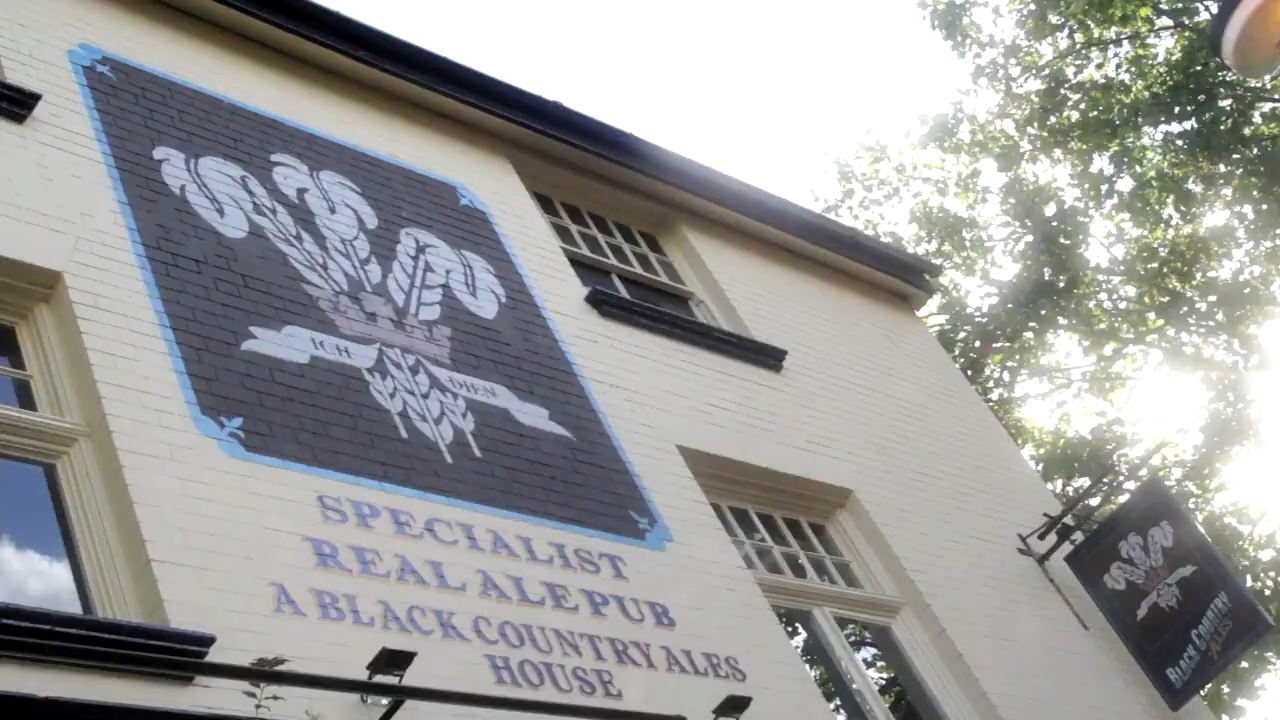 ICH DIEN
SPECIALIST
REAL ALE PUB
A BLACK COUNTRY ALES
HOUSE
BLACK COUNTRY
ALES